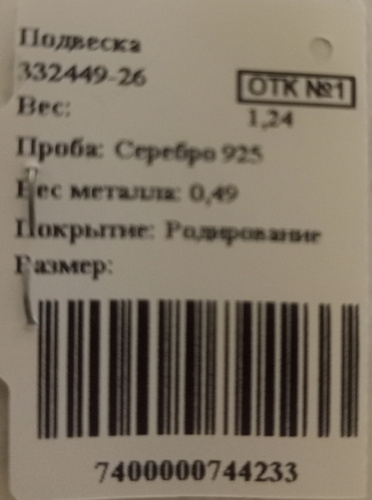 Подвеска
332449-26
ОТК №1
Вес: 1,24
Проба: Серебро 925
Вес металла: 0,49
Покрытие: Родирование
Размер:
7400000744233